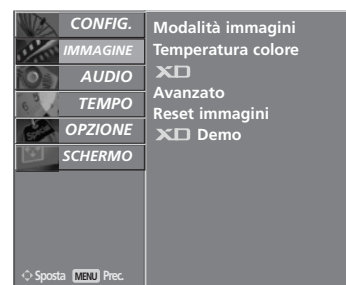 CONFIG.
IMMAGINE
AUDIO
TEMPO
OPZIONE
SCHERMO
Modalità immagini
Temperatura colore
XD
Avanzato
Reset immagini
XD Demo
Sposta MENU Prec.